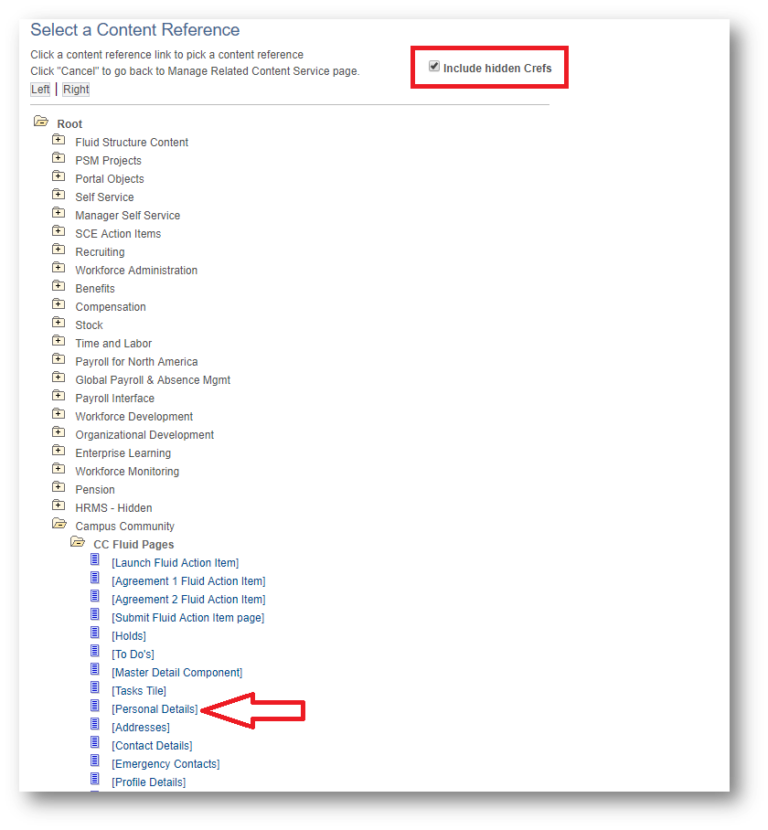 Select a Content Reference
Click a content reference link to pick a content reference
Click "Cancel" to go back to Manage Related Content Service page.
Include hidden Crefs
Left | Right
Root
Fluid Structure Content
PSM Projects
Portal Objects
Self Service
Manager Self Service
SCE Action Items
Recruiting
Workforce Administration
Benefits
Compensation
Stock
Time and Labor
Payroll for North America
Global Payroll & Absence Mgmt
Payroll Interface
Workforce Development
Organizational Development
Enterprise Learning
Workforce Monitoring
Pension
HRMS - Hidden
Campus Community
CC Fluid Pages
[Launch Fluid Action Item]
[Agreement 1 Fluid Action Item]
[Agreement 2 Fluid Action Item]
[Submit Fluid Action Item page]
[Holds]
[To Do's]
[Master Detail Component]
[Tasks Tile]
[Personal Details]
[Addresses]
[Contact Details]
[Emergency Contacts]
[Profile Details]